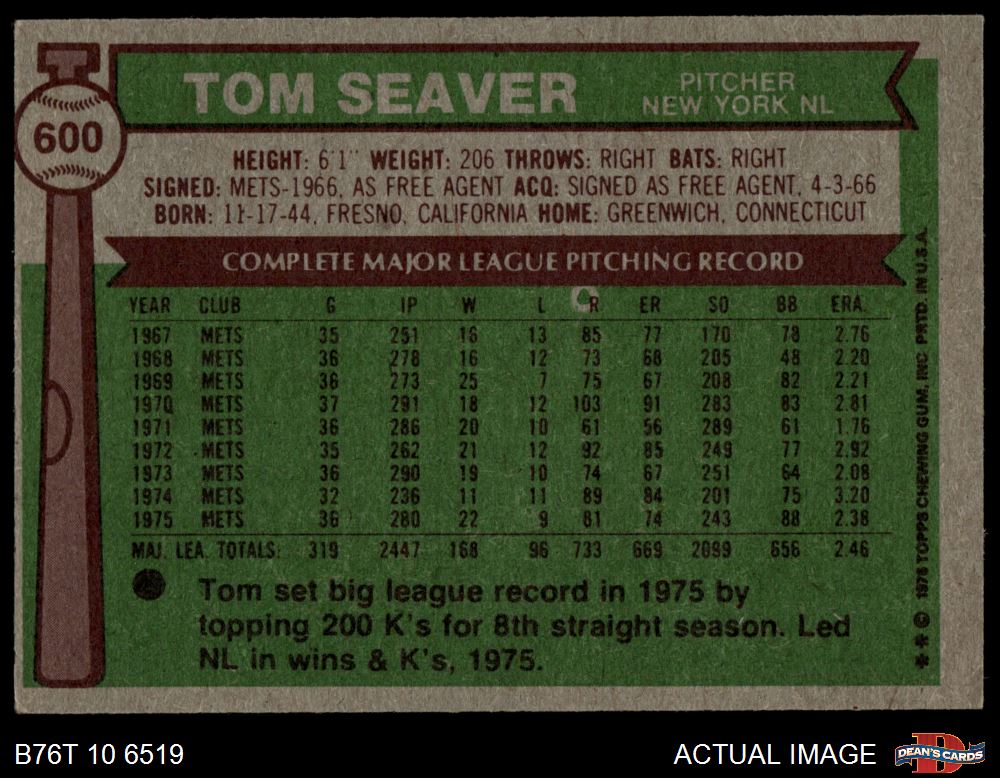 600
TOM SEAVER
PITCHER
NEW YORK NL
HEIGHT: 6'1" WEIGHT: 206 THROWS: RIGHT BATS: RIGHT
SIGNED: METS-1966, AS FREE AGENT ACQ: SIGNED AS FREE AGENT, 4-3-66
BORN: 11-17-44, FRESNO, CALIFORNIA HOME: GREENWICH, CONNECTICUT
COMPLETE MAJOR LEAGUE PITCHING RECORD
YEAR CLUB G IP W L R ER SO BB ERA.
1967 METS 35 251 16 13 85 77 170 78 2.76
1968 METS 36 278 16 12 73 68 205 48 2.20
1969 METS 36 273 25 7 75 67 208 82 2.21
1970 METS 37 291 18 12 103 91 283 83 2.81
1971 METS 36 286 20 10 61 56 289 61 1.76
1972 METS 35 262 21 12 92 85 249 77 2.92
1973 METS 36 290 19 10 74 67 251 64 2.08
1974 METS 32 236 11 11 89 84 201 75 3.20
1975 METS 36 280 22 9 81 74 243 88 2.38
MAJ. LEA. TOTALS: 319 2447 168 96 733 669 2099 656 2.46
Tom set big league record in 1975 by
topping 200 K's for 8th straight season. Led
NL in wins & K's, 1975.
* * © 1976 TOPPS CHEWING GUM, INC PRTD. IN U.S.A.
B76T 10 6519
ACTUAL IMAGE
DEAN'S CARDS